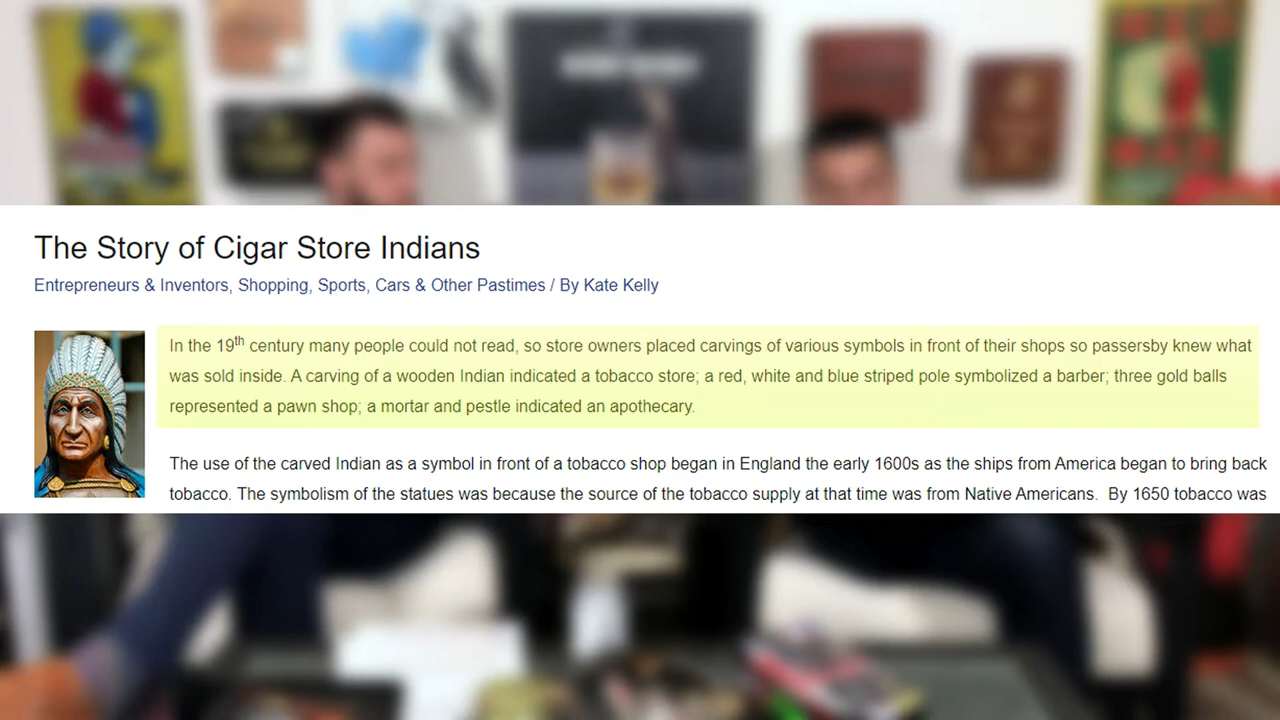 The Story of Cigar Store Indians
Entrepreneurs & Inventors, Shopping, Sports, Cars & Other Pastimes / By Kate Kelly
In the 19th century many people could not read, so store owners placed carvings of various symbols in front of their shops so passersby knew what
was sold inside. A carving of a wooden Indian indicated a tobacco store; a red, white and blue striped pole symbolized a barber; three gold balls
represented a pawn shop; a mortar and pestle indicated an apothecary.
The use of the carved Indian as a symbol in front of a tobacco shop began in England the early 1600s as the ships from America began to bring back
tobacco. The symbolism of the statues was because the source of the tobacco supply at that time was from Native Americans. By 1650 tobacco was